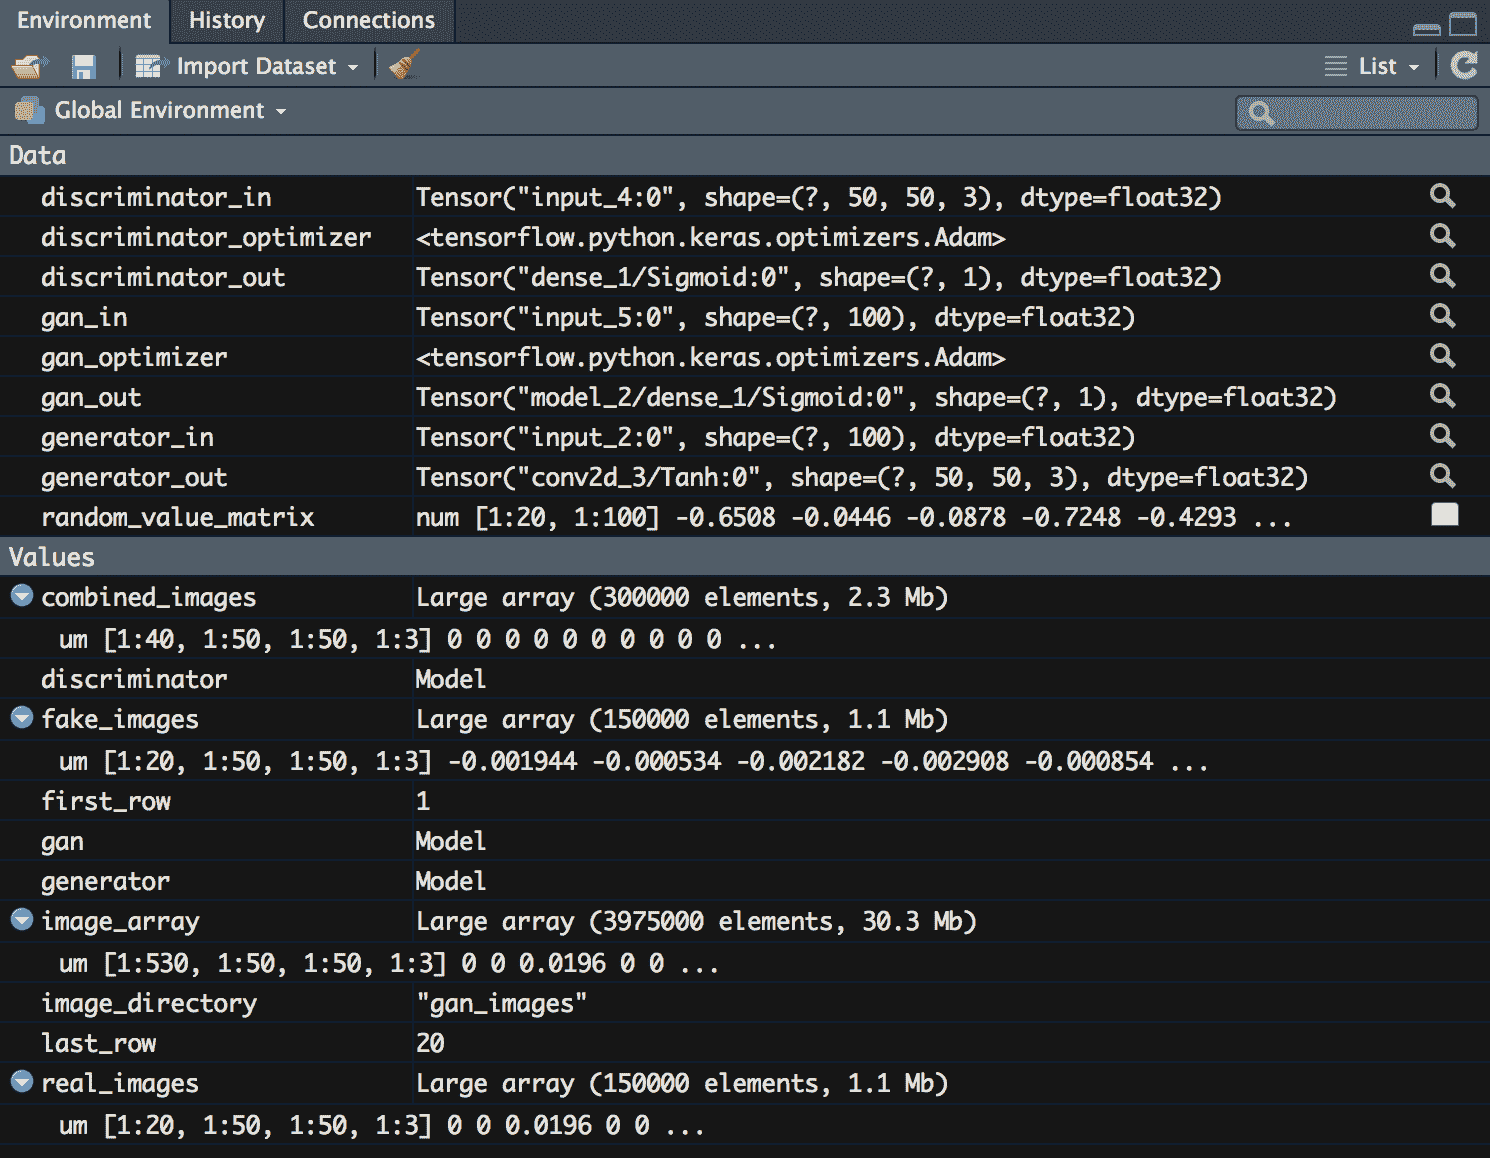 Environment History Connections
Import Dataset List
Global Environment
Data
discriminator_in Tensor("input_4:0", shape=(?, 50, 50, 3), dtype=float32)
discriminator_optimizer <tensorflow.python.keras.optimizers.Adam>
discriminator_out Tensor("dense_1/Sigmoid:0", shape=(?, 1), dtype=float32)
gan_in Tensor("input_5:0", shape=(?, 100), dtype=float32)
gan_optimizer <tensorflow.python.keras.optimizers.Adam>
gan_out Tensor("model_2/dense_1/Sigmoid:0", shape=(?, 1), dtype=float32)
generator_in Tensor("input_2:0", shape=(?, 100), dtype=float32)
generator_out Tensor("conv2d_3/Tanh:0", shape=(?, 50, 50, 3), dtype=float32)
random_value_matrix num [1:20, 1:100] -0.6508 -0.0446 -0.0878 -0.7248 -0.4293 ...
Values
combined_images Large array (300000 elements, 2.3 Mb)
um [1:40, 1:50, 1:50, 1:3] 0 0 0 0 0 0 0 0 0 0 ...
discriminator Model
fake_images Large array (150000 elements, 1.1 Mb)
um [1:20, 1:50, 1:50, 1:3] -0.001944 -0.000534 -0.002182 -0.002908 -0.000854 ...
first_row 1
gan Model
generator Model
image_array Large array (3975000 elements, 30.3 Mb)
um [1:530, 1:50, 1:50, 1:3] 0 0 0.0196 0 0 ...
image_directory "gan_images"
last_row 20
real_images Large array (150000 elements, 1.1 Mb)
um [1:20, 1:50, 1:50, 1:3] 0 0 0.0196 0 0 ...